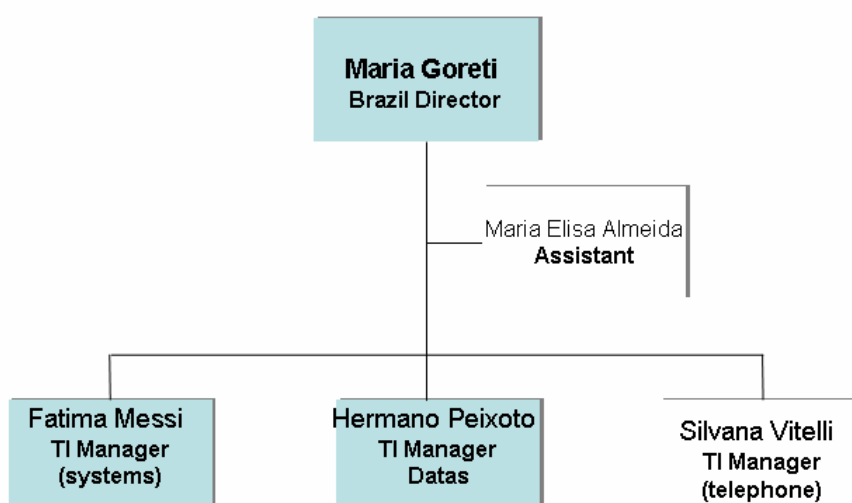 Maria Goreti
Brazil Director
Maria Elisa Almeida
Assistant
Fatima Messi
TI Manager
(systems)
Hermano Peixoto
TI Manager
Datas
Silvana Vitelli
TI Manager
(telephone)